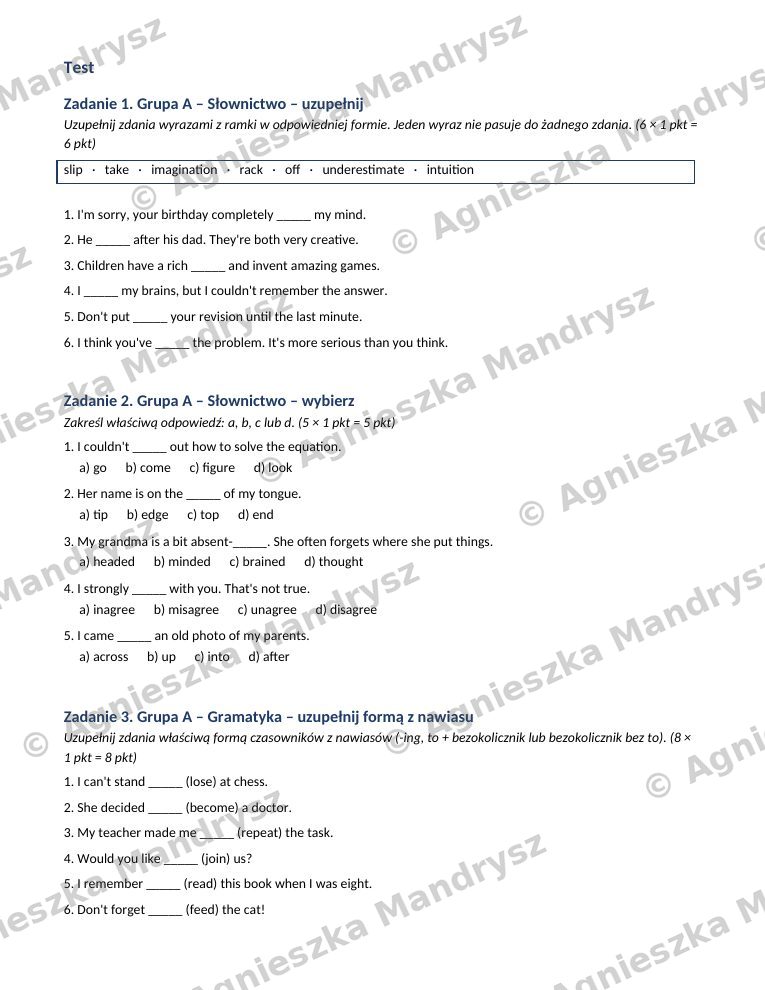 Test
Zadanie 1. Grupa A – Słownictwo – uzupełnij
Uzupełnij zdania wyrazami z ramki w odpowiedniej formie. Jeden wyraz nie pasuje do żadnego zdania. (6 × 1 pkt =
6 pkt)
slip · take · imagination · rack · off · underestimate · intuition
1. I'm sorry, your birthday completely _____ my mind.
2. He _____ after his dad. They're both very creative.
3. Children have a rich _____ and invent amazing games.
4. I _____ my brains, but I couldn't remember the answer.
5. Don't put _____ your revision until the last minute.
6. I think you've _____ the problem. It's more serious than you think.
Zadanie 2. Grupa A – Słownictwo – wybierz
Zakreśl właściwą odpowiedź: a, b, c lub d. (5 × 1 pkt = 5 pkt)
1. I couldn't _____ out how to solve the equation.
a) go b) come c) figure d) look
2. Her name is on the _____ of my tongue.
a) tip b) edge c) top d) end
3. My grandma is a bit absent-_____. She often forgets where she put things.
a) headed b) minded c) brained d) thought
4. I strongly _____ with you. That's not true.
a) inagree b) misagree c) unagree d) disagree
5. I came _____ an old photo of my parents.
a) across b) up c) into d) after
Zadanie 3. Grupa A – Gramatyka – uzupełnij formą z nawiasu
Uzupełnij zdania właściwą formą czasowników z nawiasów (-ing, to + bezokolicznik lub bezokolicznik bez to). (8 ×
1 pkt = 8 pkt)
1. I can't stand _____ (lose) at chess.
2. She decided _____ (become) a doctor.
3. My teacher made me _____ (repeat) the task.
4. Would you like _____ (join) us?
5. I remember _____ (read) this book when I was eight.
6. Don't forget _____ (feed) the cat!
© Agnieszka Mandrysz